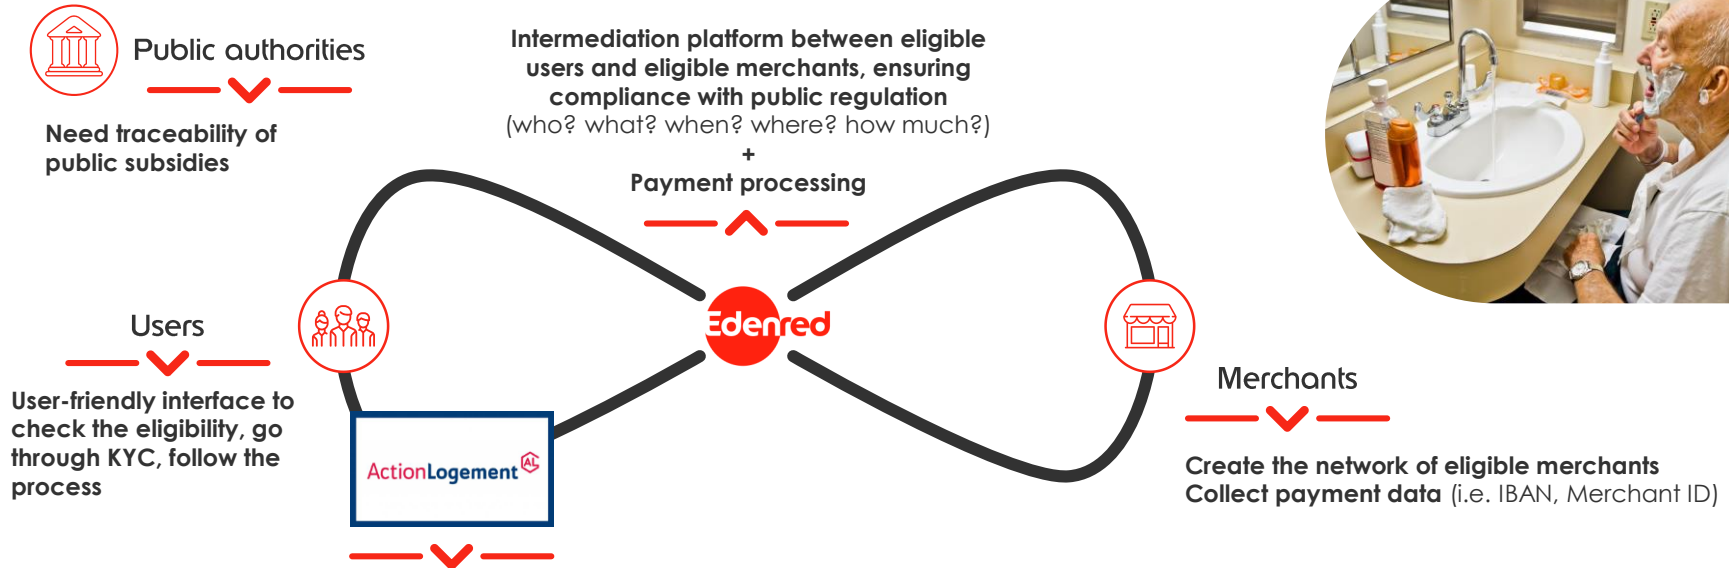 Public authorities
Need traceability of
public subsidies
Intermediation platform between eligible
users and eligible merchants, ensuring
compliance with public regulation
(who? what? when? where? how much?)
+
Payment processing
Users
User-friendly interface to
check the eligibility, go
through KYC, follow the
process
Edenred
ActionLogement AL
Merchants
Create the network of eligible merchants
Collect payment data (i.e. IBAN, Merchant ID)